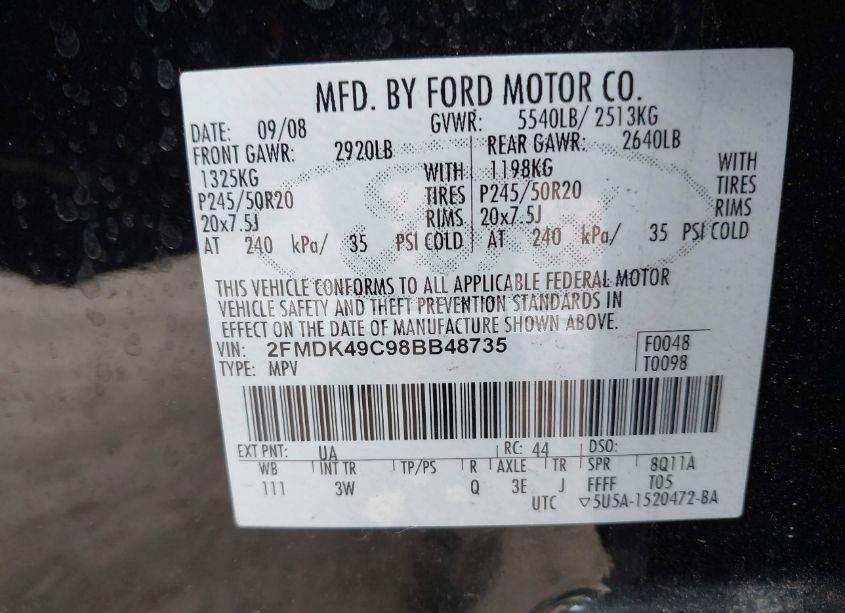 MFD. BY FORD MOTOR CO.
DATE: 09/08 GVWR: 5540LB/ 2513KG
FRONT GAWR: 2920LB REAR GAWR: 2640LB
1325KG WITH 1198KG WITH
P245/50R20 TIRES P245/50R20 TIRES
20x7.5J RIMS 20x7.5J RIMS
AT 240 kPa/ 35 PSI COLD AT 240 kPa/ 35 PSI COLD
THIS VEHICLE CONFORMS TO ALL APPLICABLE FEDERAL MOTOR
VEHICLE SAFETY AND THEFT PREVENTION STANDARDS IN
EFFECT ON THE DATE OF MANUFACTURE SHOWN ABOVE.
VIN: 2FMDK49C98BB48735 F0048
TYPE: MPV T0098
EXT PNT: UA RC: 44 DSO:
WB INT TR TP/PS R AXLE TR SPR 8Q11A
111 3W Q 3E J FFFF T05
UTC ▽5U5A-1520472-BA